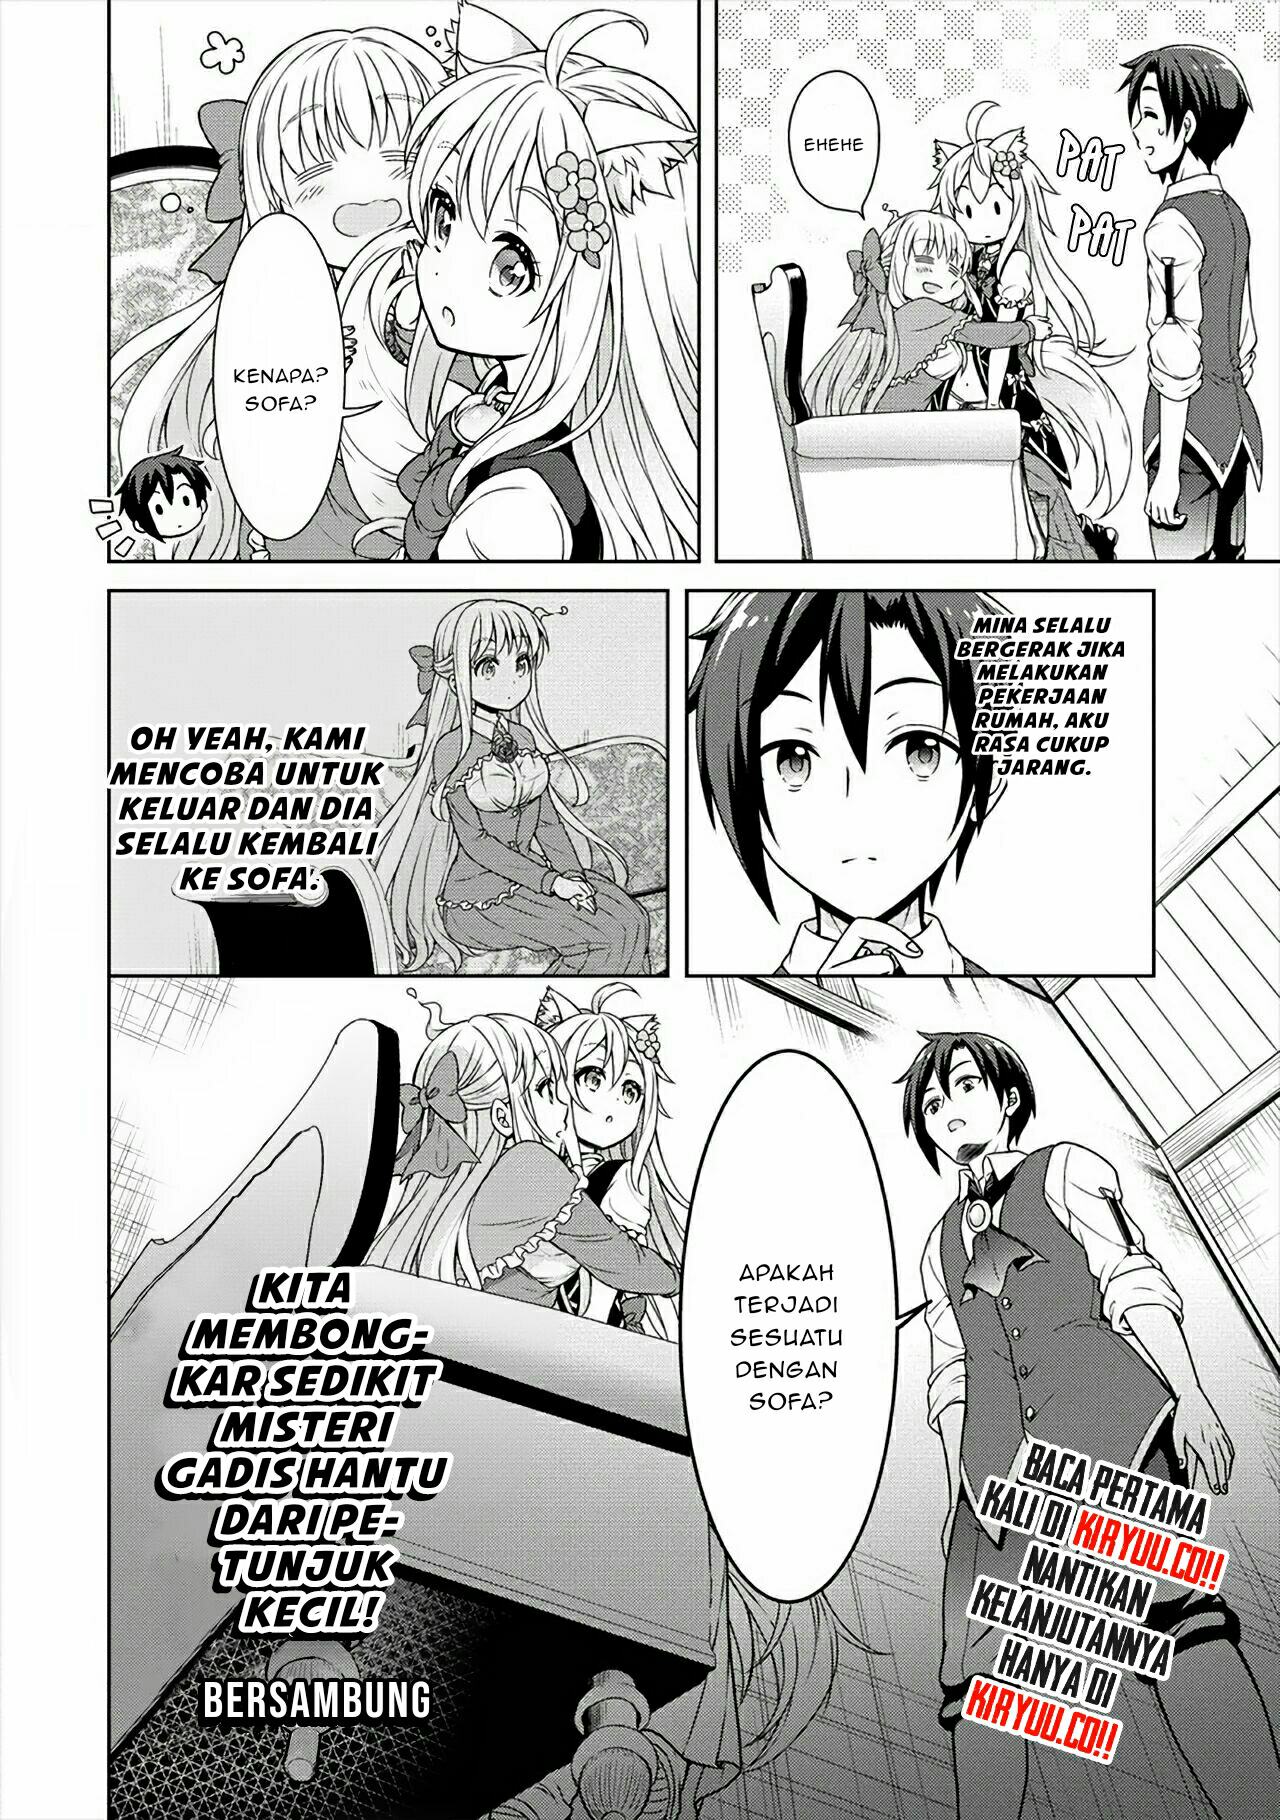 EHEHE
PAT
PAT
KENAPA?
SOFA?
MINA SELALU
BERGERAK JIKA
MELAKUKAN
PEKERJAAN
RUMAH, AKU
RASA CUKUP
JARANG.
OH YEAH, KAMI
MENCOBA UNTUK
KELUAR DAN DIA
SELALU KEMBALI
KE SOFA.
APAKAH
TERJADI
SESUATU
DENGAN
SOFA?
KITA
MEMBONG-
KAR SEDIKIT
MISTERI
GADIS HANTU
DARI PE-
TUNJUK
KECIL!
BERSAMBUNG
BACA PERTAMA
KALI DI KIRYUU.CO!!
NANTIKAN
KELANJUTANNYA
HANYA DI
KIRYUU.CO!!